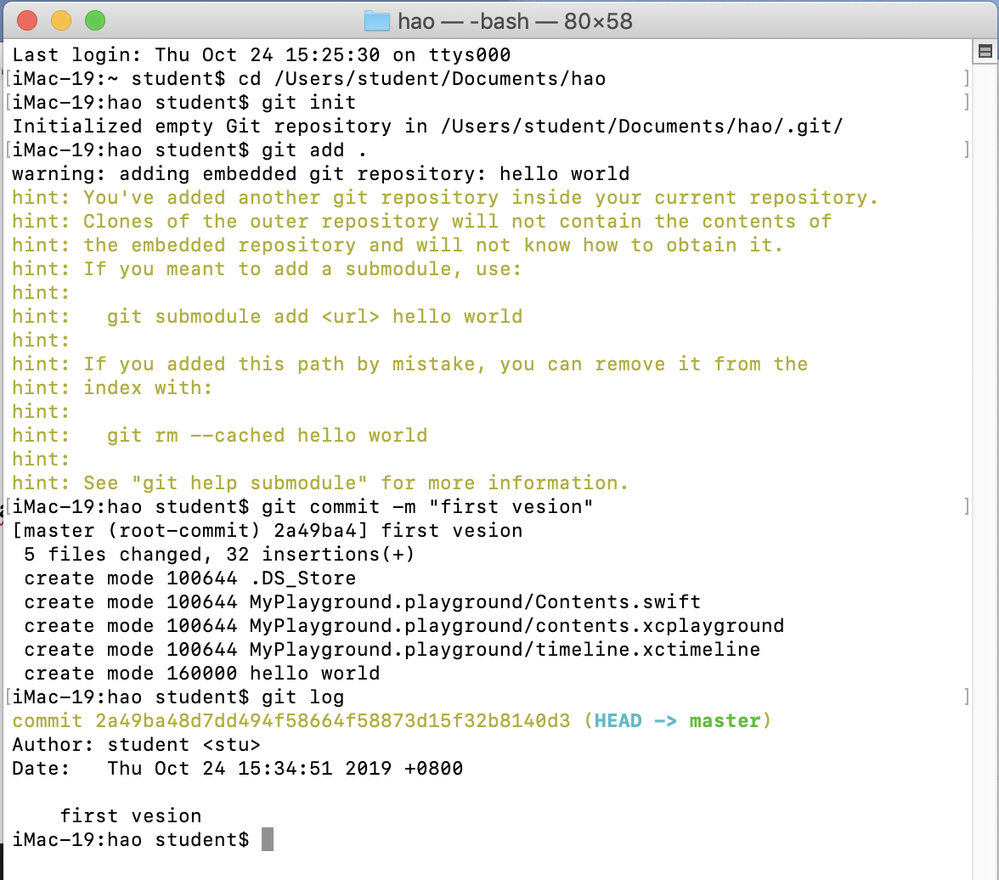 hao — -bash — 80×58
Last login: Thu Oct 24 15:25:30 on ttys000
[iMac-19:~ student$ cd /Users/student/Documents/hao ]
[iMac-19:hao student$ git init ]
Initialized empty Git repository in /Users/student/Documents/hao/.git/
[iMac-19:hao student$ git add . ]
warning: adding embedded git repository: hello world
hint: You've added another git repository inside your current repository.
hint: Clones of the outer repository will not contain the contents of
hint: the embedded repository and will not know how to obtain it.
hint: If you meant to add a submodule, use:
hint:
hint:   git submodule add <url> hello world
hint:
hint: If you added this path by mistake, you can remove it from the
hint: index with:
hint:
hint:   git rm --cached hello world
hint:
hint: See "git help submodule" for more information.
[iMac-19:hao student$ git commit -m "first vesion" ]
[master (root-commit) 2a49ba4] first vesion
 5 files changed, 32 insertions(+)
 create mode 100644 .DS_Store
 create mode 100644 MyPlayground.playground/Contents.swift
 create mode 100644 MyPlayground.playground/contents.xcplayground
 create mode 100644 MyPlayground.playground/timeline.xctimeline
 create mode 160000 hello world
[iMac-19:hao student$ git log ]
commit 2a49ba48d7dd494f58664f58873d15f32b8140d3 (HEAD -> master)
Author: student <stu>
Date:   Thu Oct 24 15:34:51 2019 +0800
    first vesion
iMac-19:hao student$